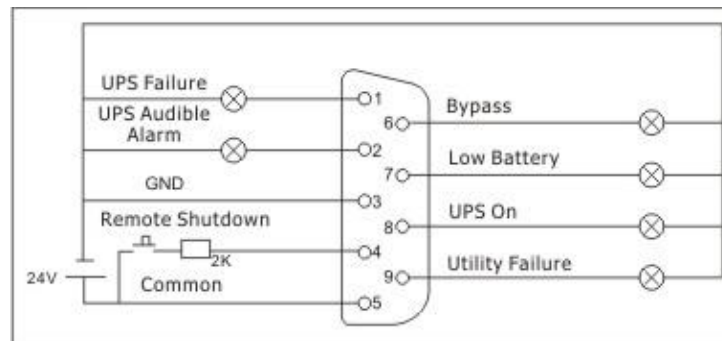 UPS Failure
1
UPS Audible
Alarm
2
GND
3
Remote Shutdown
2K
4
24V
Common
5
6
Bypass
7
Low Battery
8
UPS On
9
Utility Failure